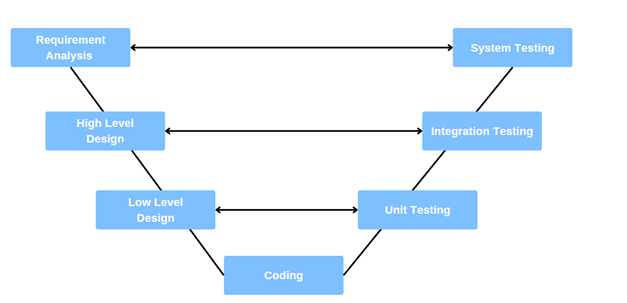 Requirement
Analysis
System Testing
High Level
Design
Integration Testing
Low Level
Design
Unit Testing
Coding